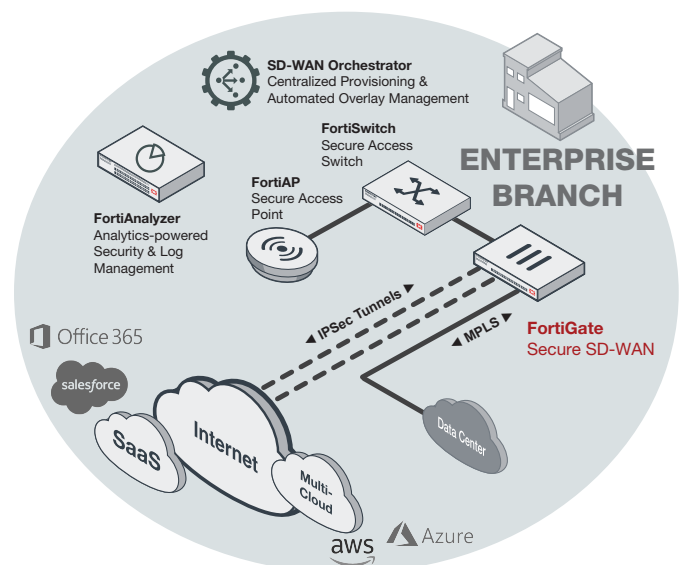 SD-WAN Orchestrator
Centralized Provisioning &
Automated Overlay Management
FortiSwitch
Secure Access
Switch
ENTERPRISE
BRANCH
FortiAP
Secure Access
Point
FortiAnalyzer
Analytics-powered
Security & Log
Management
◄ IPSec Tunnels ►
◄ MPLS ►
FortiGate
Secure SD-WAN
Office 365
salesforce
SaaS
Internet
Multi-
Cloud
Data Center
aws
Azure